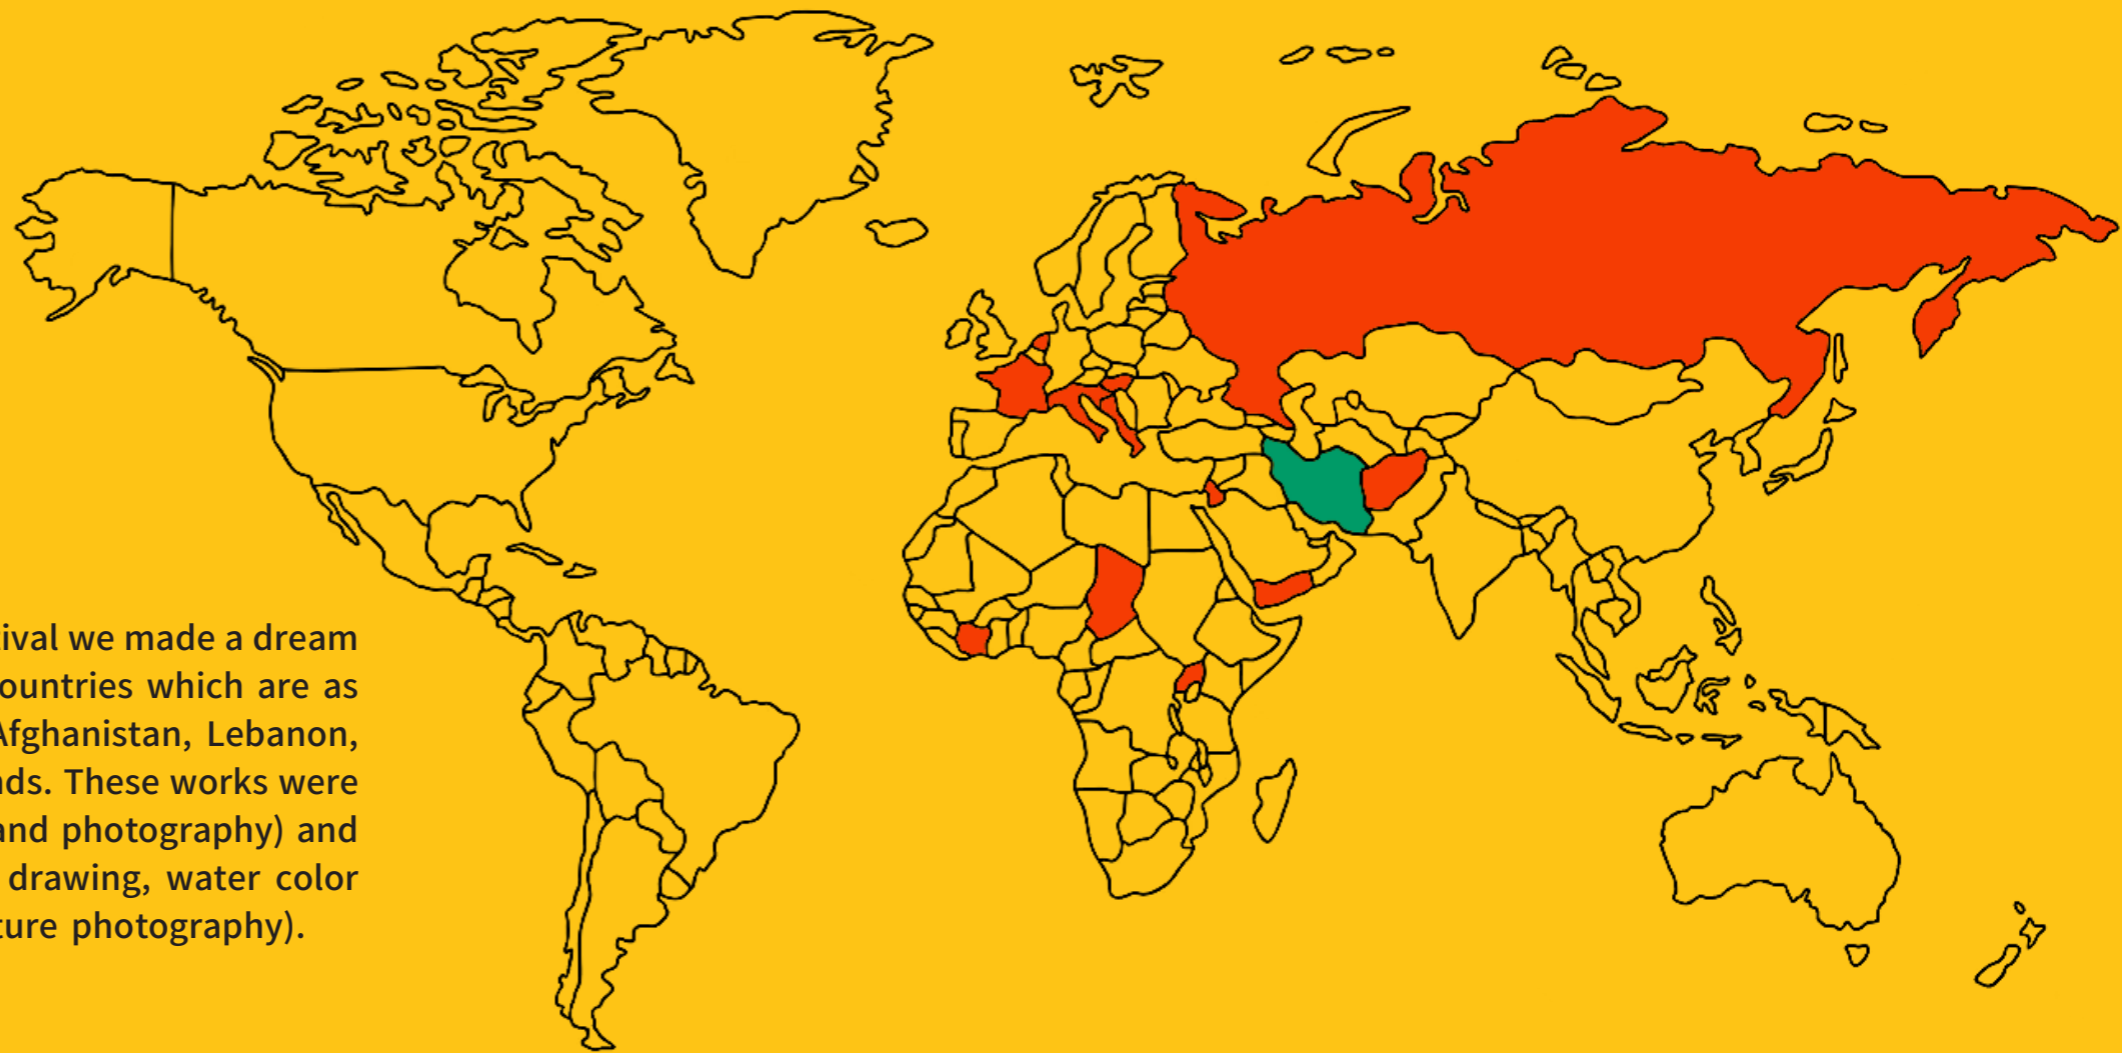 ival we made a dream
ountries which are as
Afghanistan, Lebanon,
nds. These works were
and photography) and
drawing, water color
ture photography).